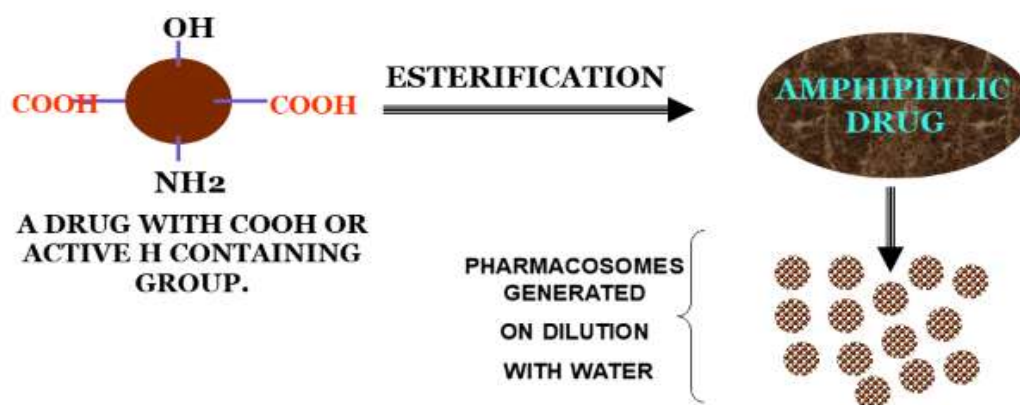 OH
COOH
COOH
NH2
A DRUG WITH COOH OR
ACTIVE H CONTAINING
GROUP.
ESTERIFICATION
AMPHIPHILIC
DRUG
PHARMACOSOMES
GENERATED
ON DILUTION
WITH WATER